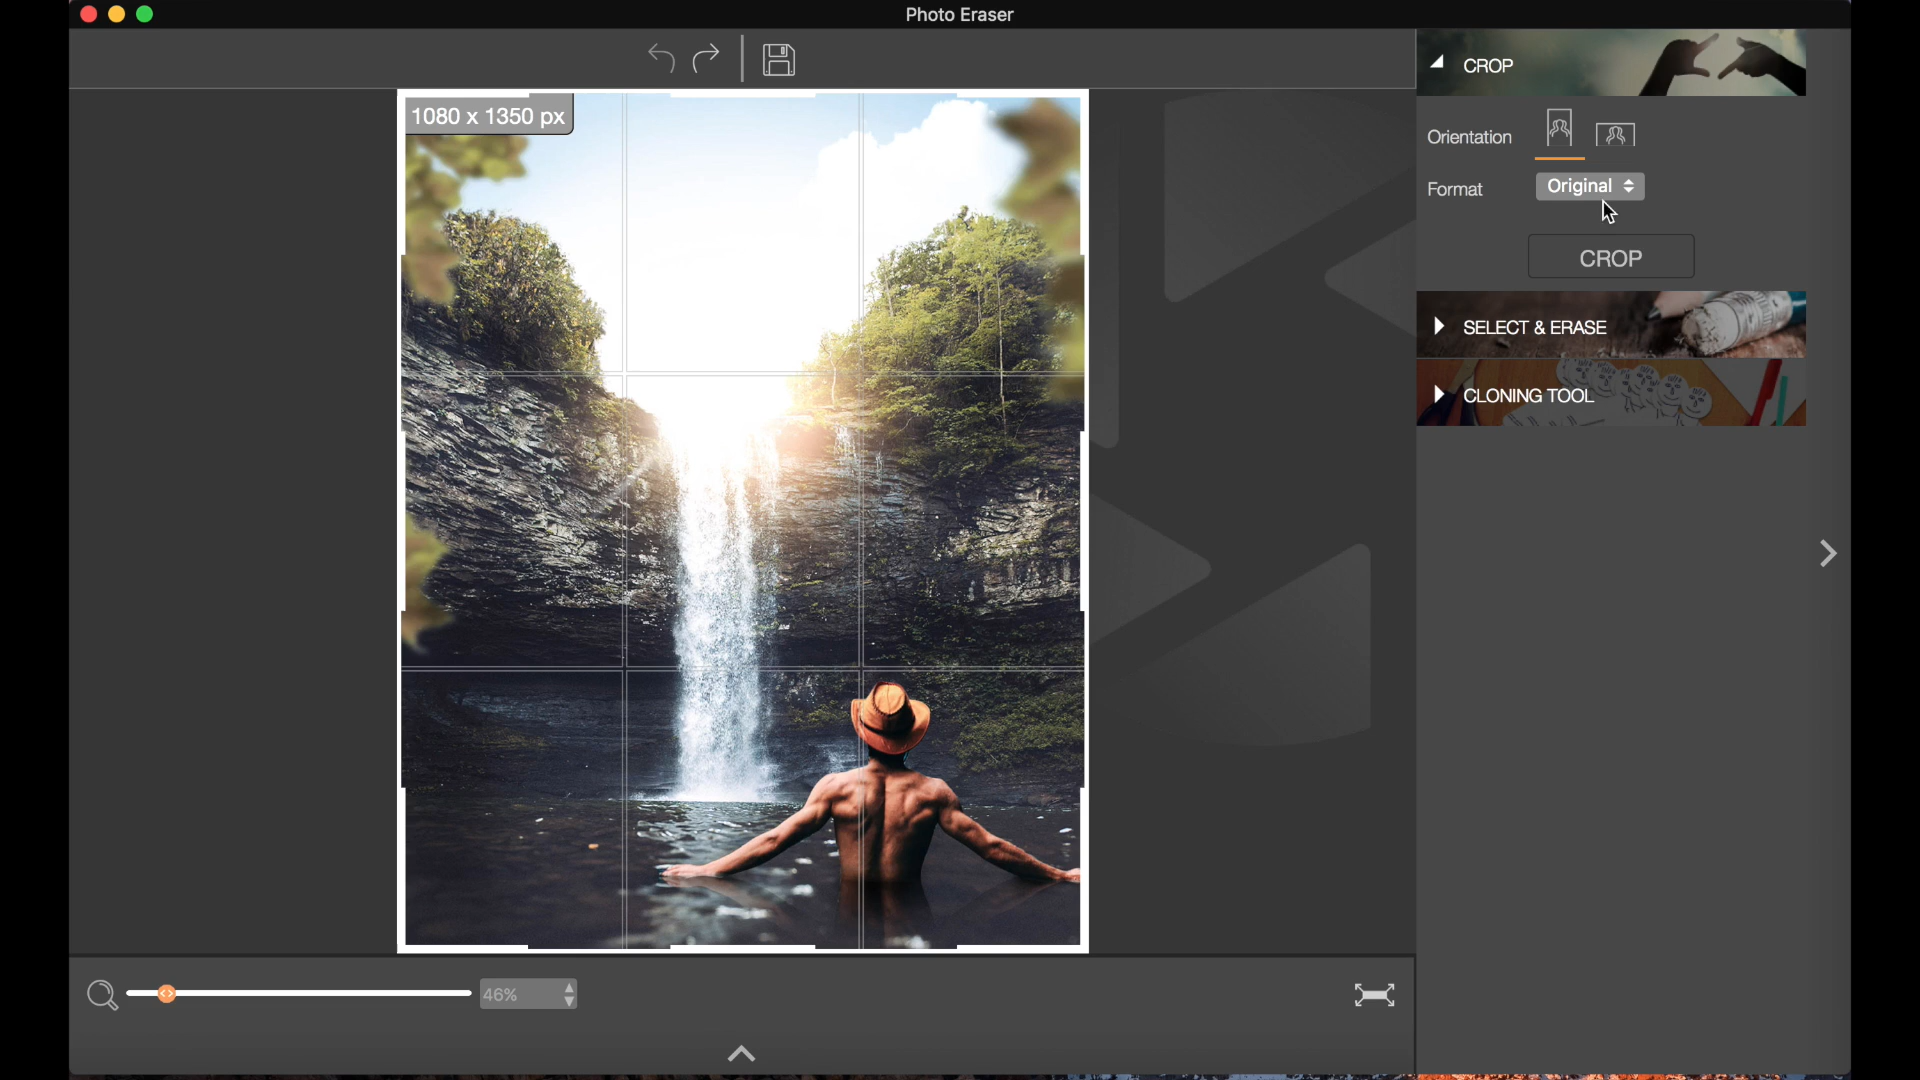 Photo Eraser
1080 x 1350 px
CROP
Orientation
Format
Original
CROP
SELECT & ERASE
CLONING TOOL
46%